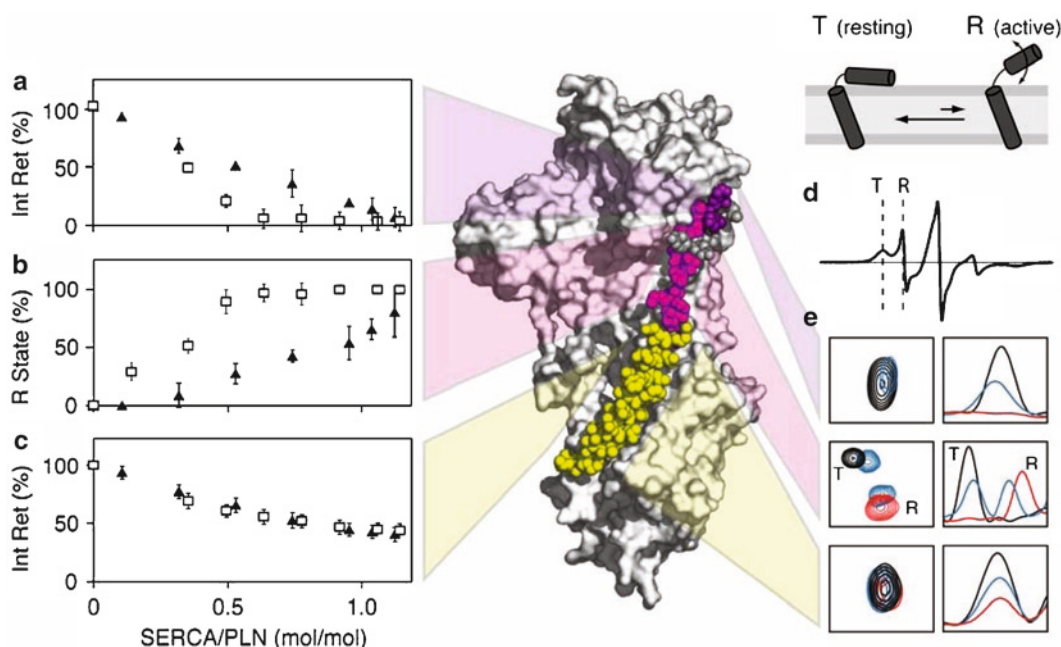 T (resting)
R (active)
a
Int Ret (%)
100
50
0
b
R State (%)
100
50
0
c
Int Ret (%)
100
50
0
0
0.5
1.0
SERCA/PLN (mol/mol)
d
T
R
e
T
R
T
R